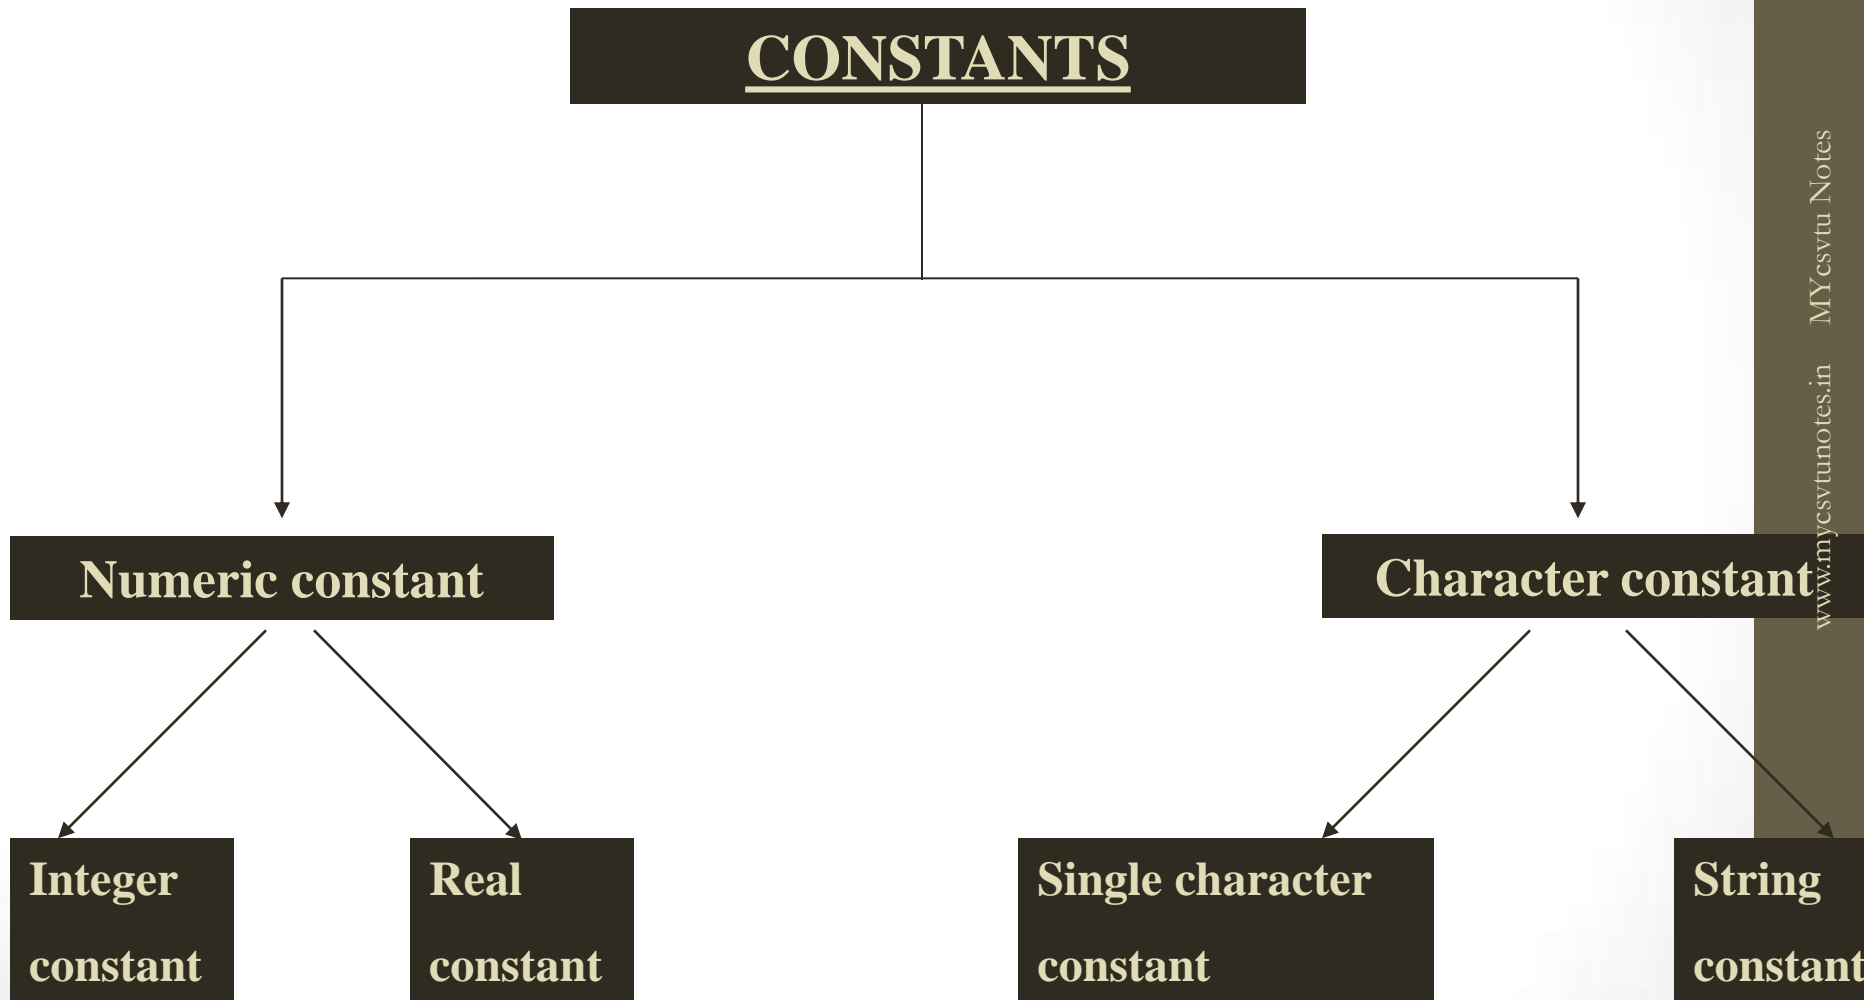 CONSTANTS
Numeric constant
Character constant
Integer
constant
Real
constant
Single character
constant
String
constant
www.mycsvtunotes.in MYcsvtu Notes